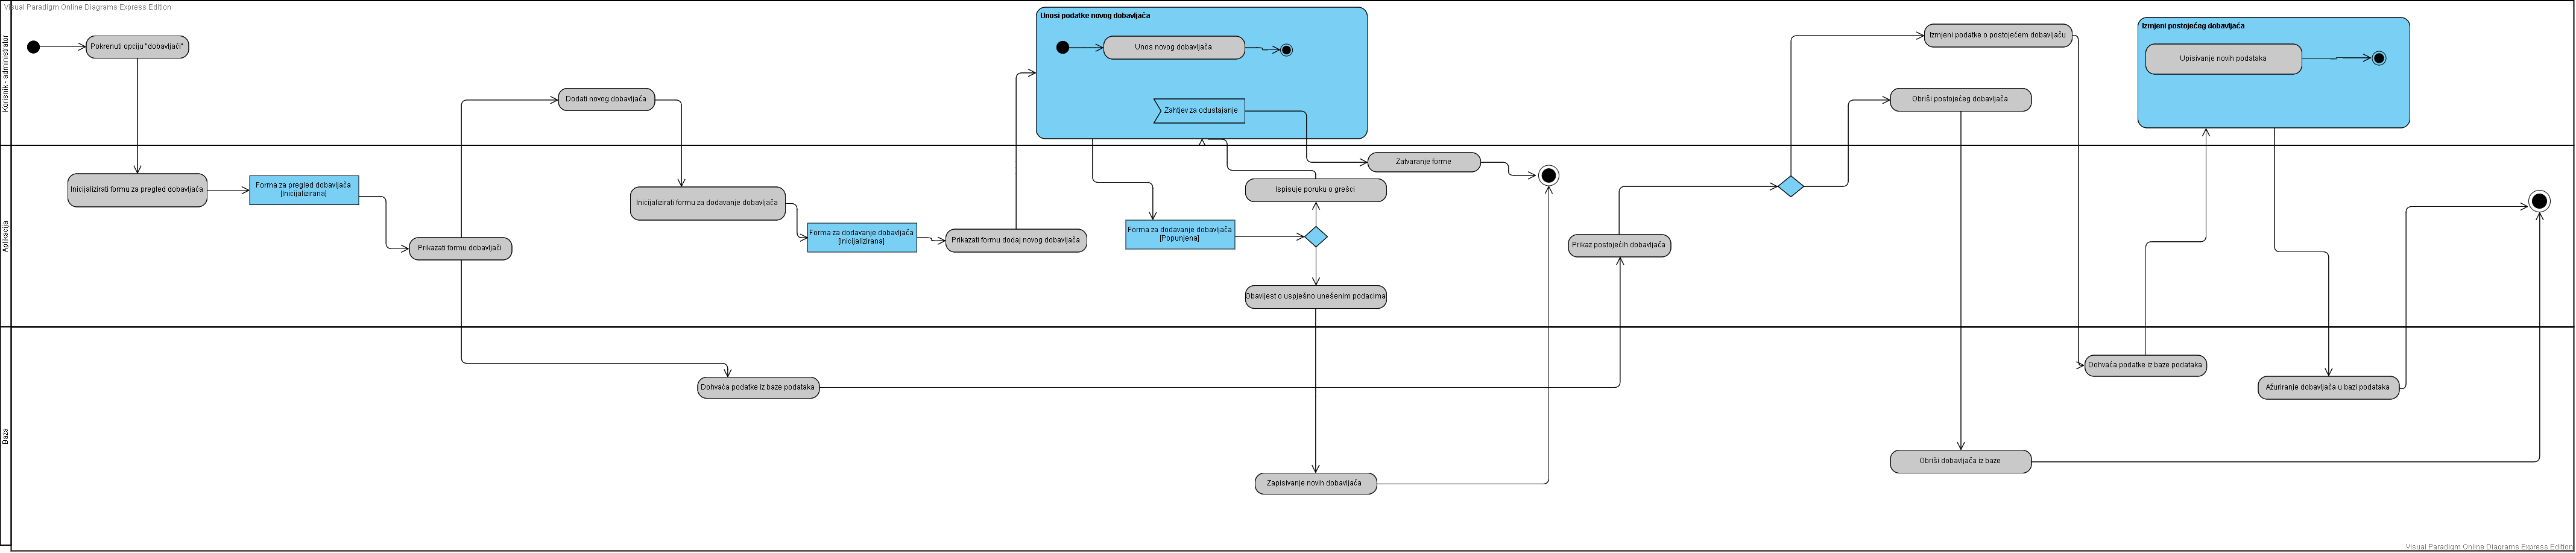 Visual Paradigm Online Diagrams Express Edition
Korisnik - administrator
Pokrenuti opciju "dobavljači"
Dodati novog dobavljača
Unosi podatke novog dobavljača
Unos novog dobavljača
Zahtjev za odustajanje
Izmjeni podatke o postojećem dobavljaču
Obriši postojećeg dobavljača
Izmjeni postojećeg dobavljača
Upisivanje novih podataka
Aplikacija
Inicijalizirati formu za pregled dobavljača
Forma za pregled dobavljača
[Inicijalizirana]
Prikazati formu dobavljači
Inicijalizirati formu za dodavanje dobavljača
Forma za dodavanje dobavljača
[Inicijalizirana]
Prikazati formu dodaj novog dobavljača
Forma za dodavanje dobavljača
[Popunjena]
Ispisuje poruku o grešci
Zatvaranje forme
Obavijest o uspješno unešenim podacima
Prikaz postoječih dobavljača
Baza
Dohvaća podatke iz baze podataka
Zapisivanje novih dobavljača
Obriši dobavljača iz baze
Dohvaća podatke iz baze podataka
Ažuriranje dobavljača u bazi podataka
Visual Paradigm Online Diagrams Express Edition